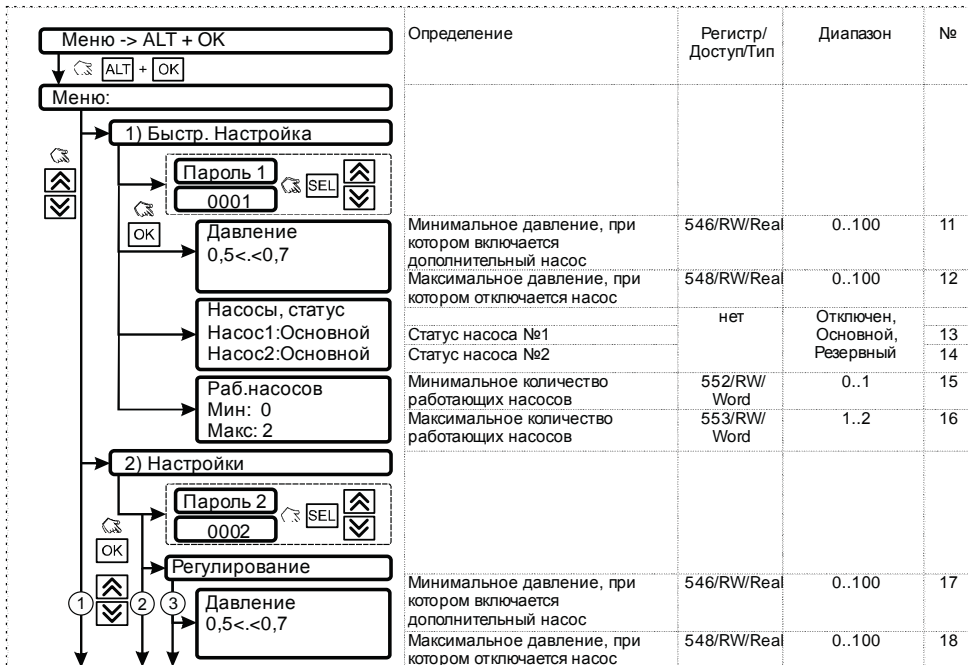 Меню -> ALT + OK
Определение
Регистр/
Доступ/Тип
Диапазон
№
ALT + OK
Меню:
1) Быстр. Настройка
Пароль 1
0001
SEL
OK
Давление
0,5<.<0,7
Минимальное давление, при
котором включается
дополнительный насос
546/RW/Real
0..100
11
Максимальное давление, при
котором отключается насос
548/RW/Real
0..100
12
Насосы, статус
Насос1:Основной
Насос2:Основной
нет
Отключен,
Основной,
Резервный
Статус насоса №1
13
Статус насоса №2
14
Раб.насосов
Мин: 0
Макс: 2
Минимальное количество
работающих насосов
552/RW/
Word
0..1
15
Максимальное количество
работающих насосов
553/RW/
Word
1..2
16
2) Настройки
Пароль 2
0002
SEL
OK
Регулирование
1
2
3
Давление
0,5<.<0,7
Минимальное давление, при
котором включается
дополнительный насос
546/RW/Real
0..100
17
Максимальное давление, при
котором отключается насос
548/RW/Real
0..100
18